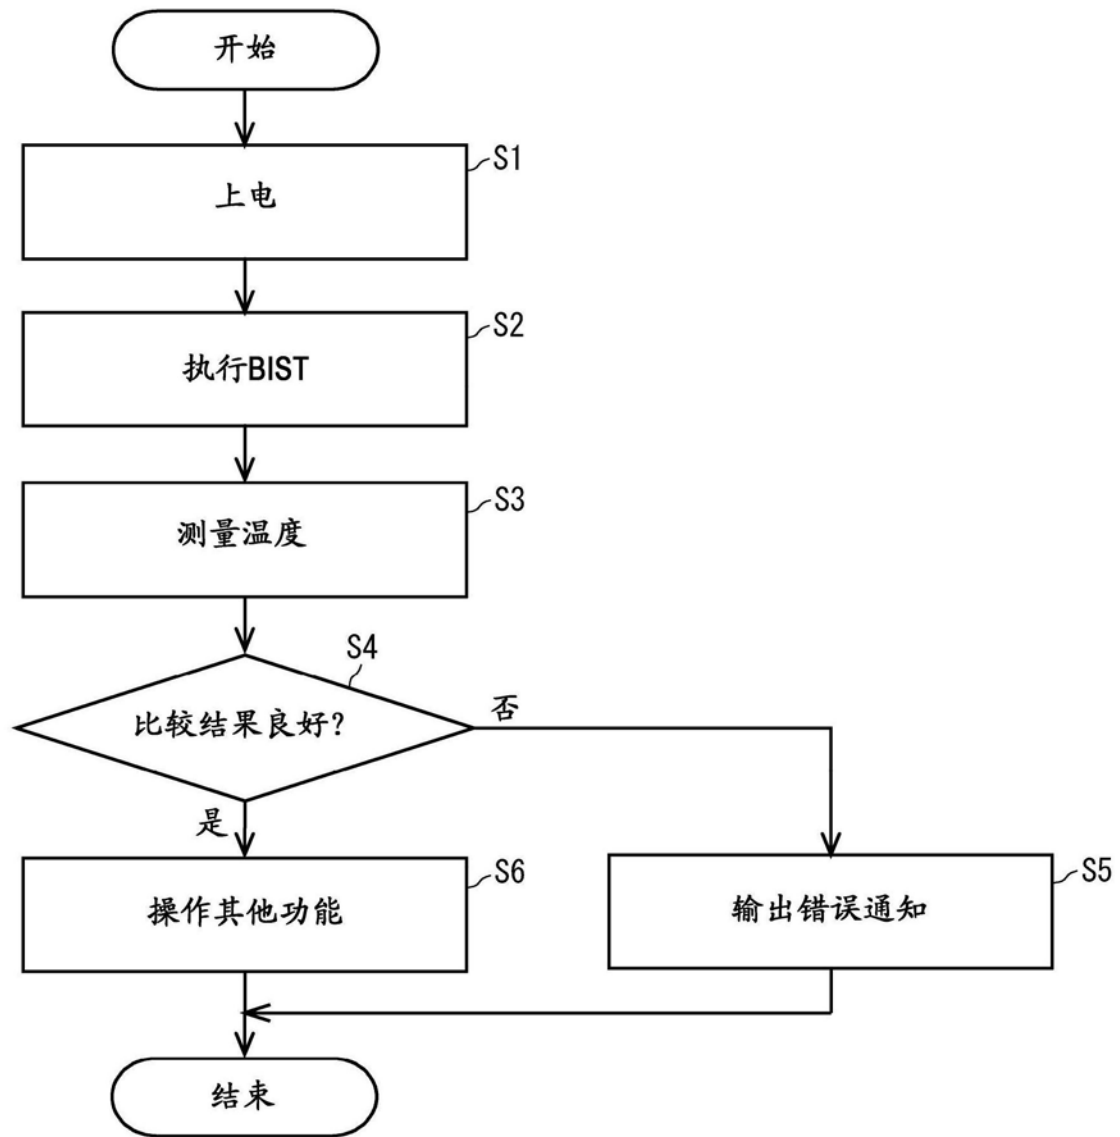 开始
S1
上电
S2
执行BIST
S3
测量温度
S4
比较结果良好?
否
是
S6
操作其他功能
S5
输出错误通知
结束